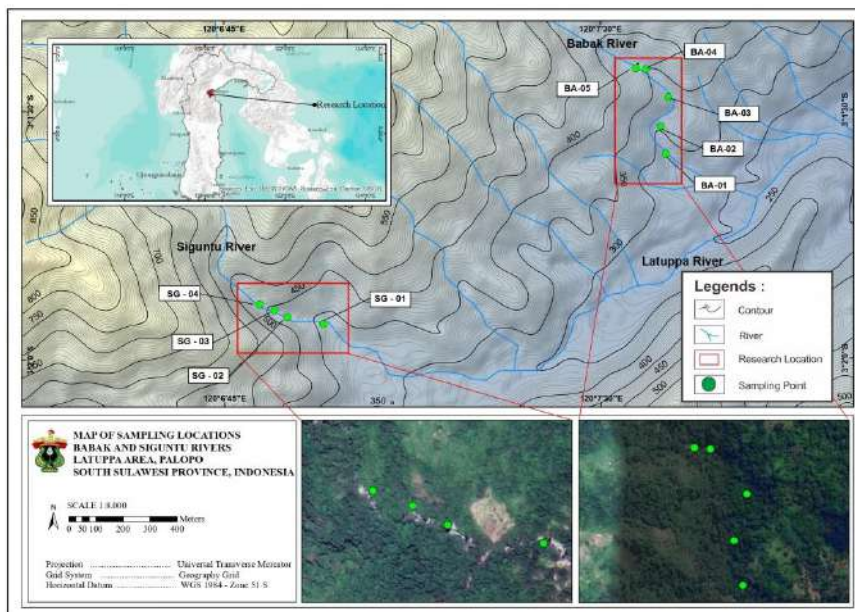 120°6'45"E
120°7'30"E
Babak River
BA-04
BA-05
BA-03
BA-02
BA-01
Research Location
400
350
300
250
550
850
Siguntu River
Latuppa River
700
450
800
750
500
SG - 04
SG - 01
SG - 03
SG - 02
Legends :
Contour
River
Research Location
Sampling Point
400
450
500
500
120°6'45"E
350
120°7'30"E
MAP OF SAMPLING LOCATIONS
BABAK AND SIGUNTU RIVERS
LATUPPA AREA, PALOPO
SOUTH SULAWESI PROVINCE, INDONESIA
N
SCALE 1:8.000
Meters
0 50 100 200 300 400
Projection Universal Transverse Mercator
Grid System Geography Grid
Horizontal Datum WGS 1984 - Zone 51 S